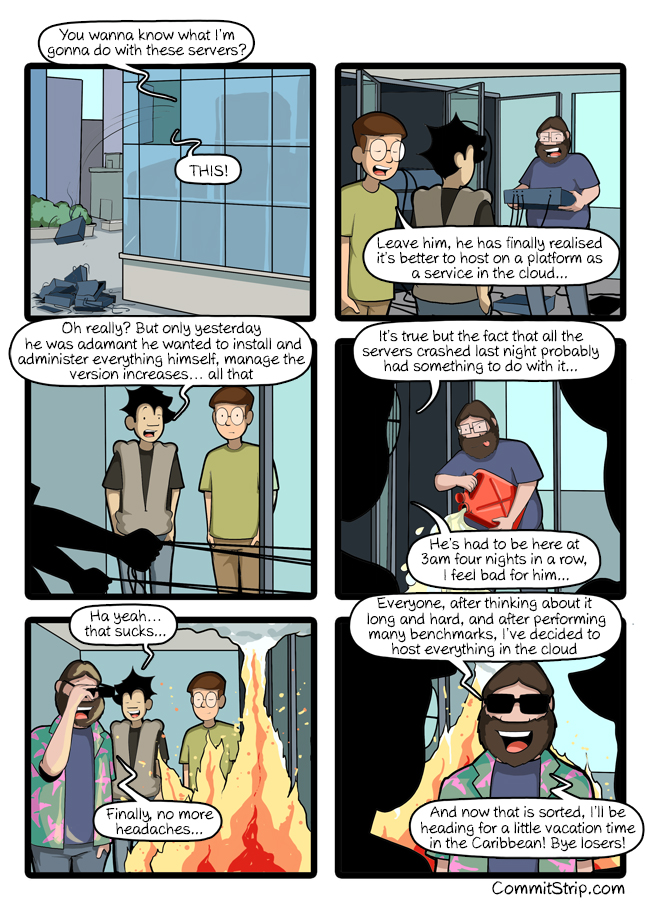 You wanna know what I'm
gonna do with these servers?
THIS!
Leave him, he has finally realised
it's better to host on a platform as
a service in the cloud...
Oh really? But only yesterday
he was adamant he wanted to install and
administer everything himself, manage the
version increases... all that
It's true but the fact that all the
servers crashed last night probably
had something to do with it...
He's had to be here at
3am four nights in a row,
I feel bad for him...
Ha yeah...
that sucks...
Finally, no more
headaches...
Everyone, after thinking about it
long and hard, and after performing
many benchmarks, I've decided to
host everything in the cloud
And now that is sorted, I'll be
heading for a little vacation time
in the Caribbean! Bye losers!
CommitStrip.com